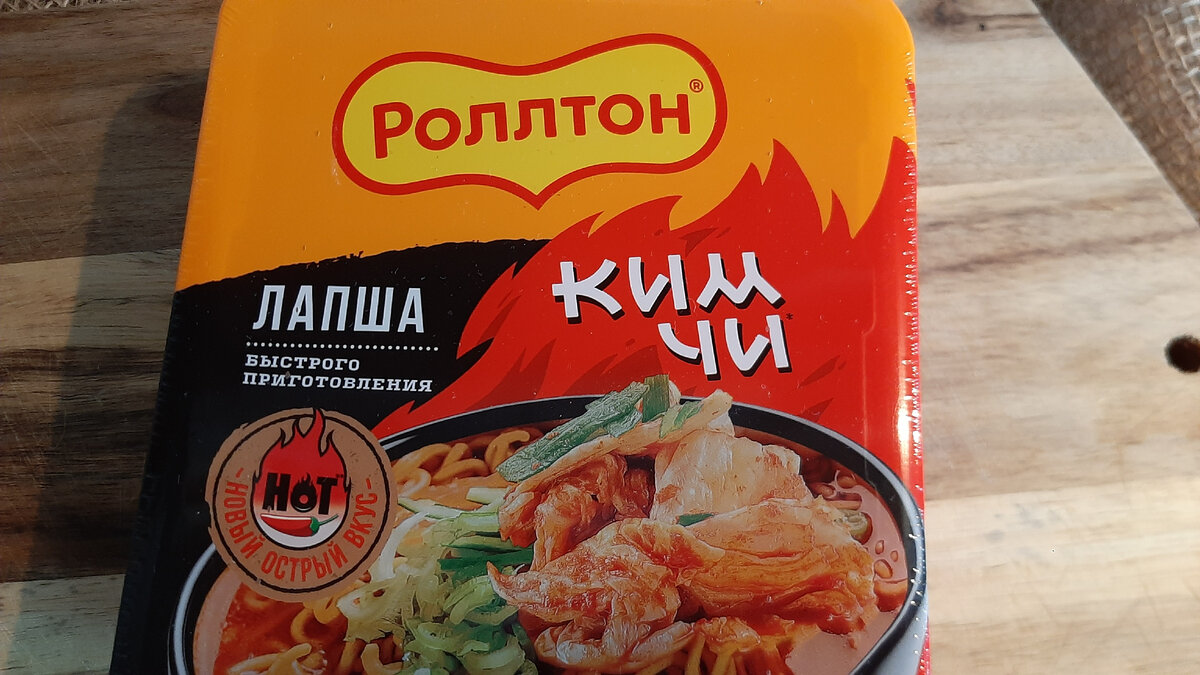 Роллтон®
ЛАПША
БЫСТРОГО
ПРИГОТОВЛЕНИЯ
КИМ
ЧИ*
HOT
- НОВЫЙ ОСТРЫЙ ВКУС -